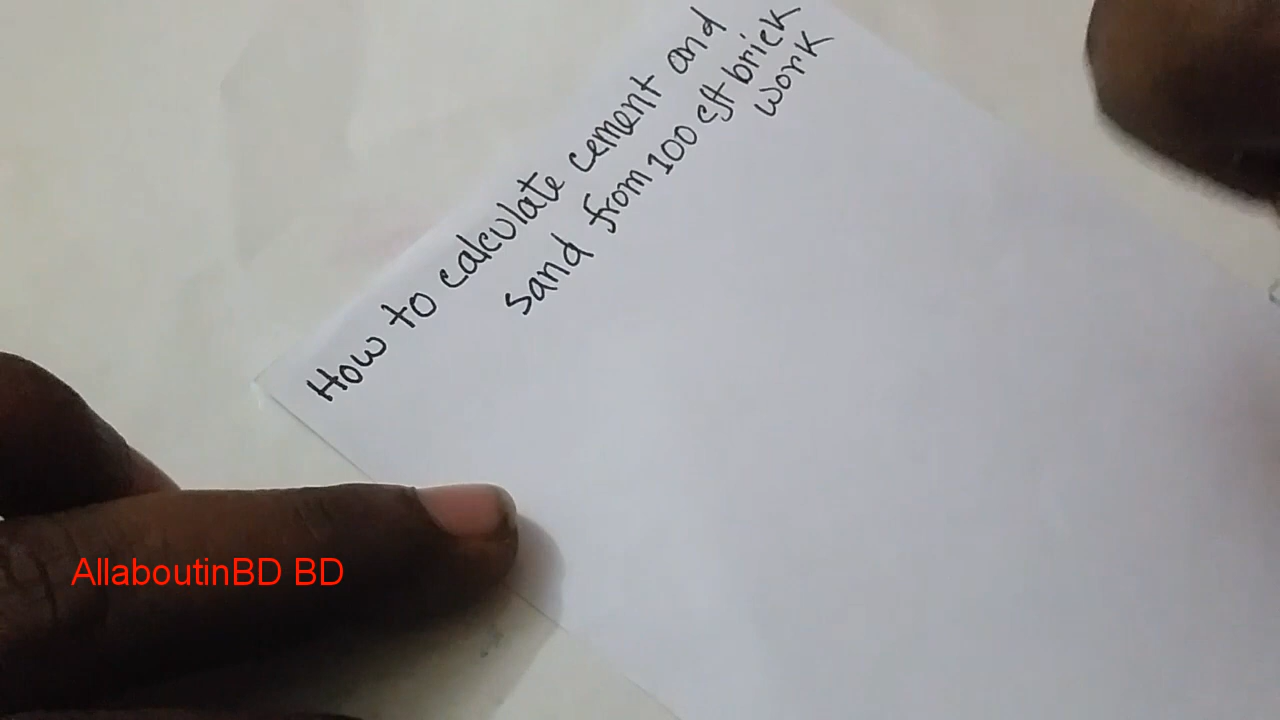 How to calculate cement and
sand from 100 cft brick
work
AllaboutinBD BD